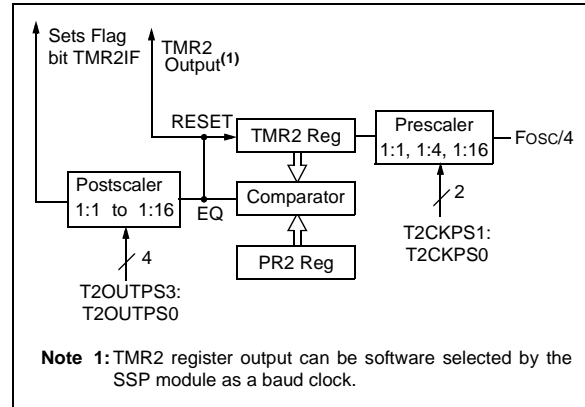 Sets Flag
bit TMR2IF
TMR2
Output(1)
RESET
TMR2 Reg
Prescaler
1:1, 1:4, 1:16
FOSC/4
Postscaler
1:1 to 1:16
EQ
Comparator
2
T2CKPS1:
T2CKPS0
4
PR2 Reg
T2OUTPS3:
T2OUTPS0
Note 1: TMR2 register output can be software selected by the
SSP module as a baud clock.